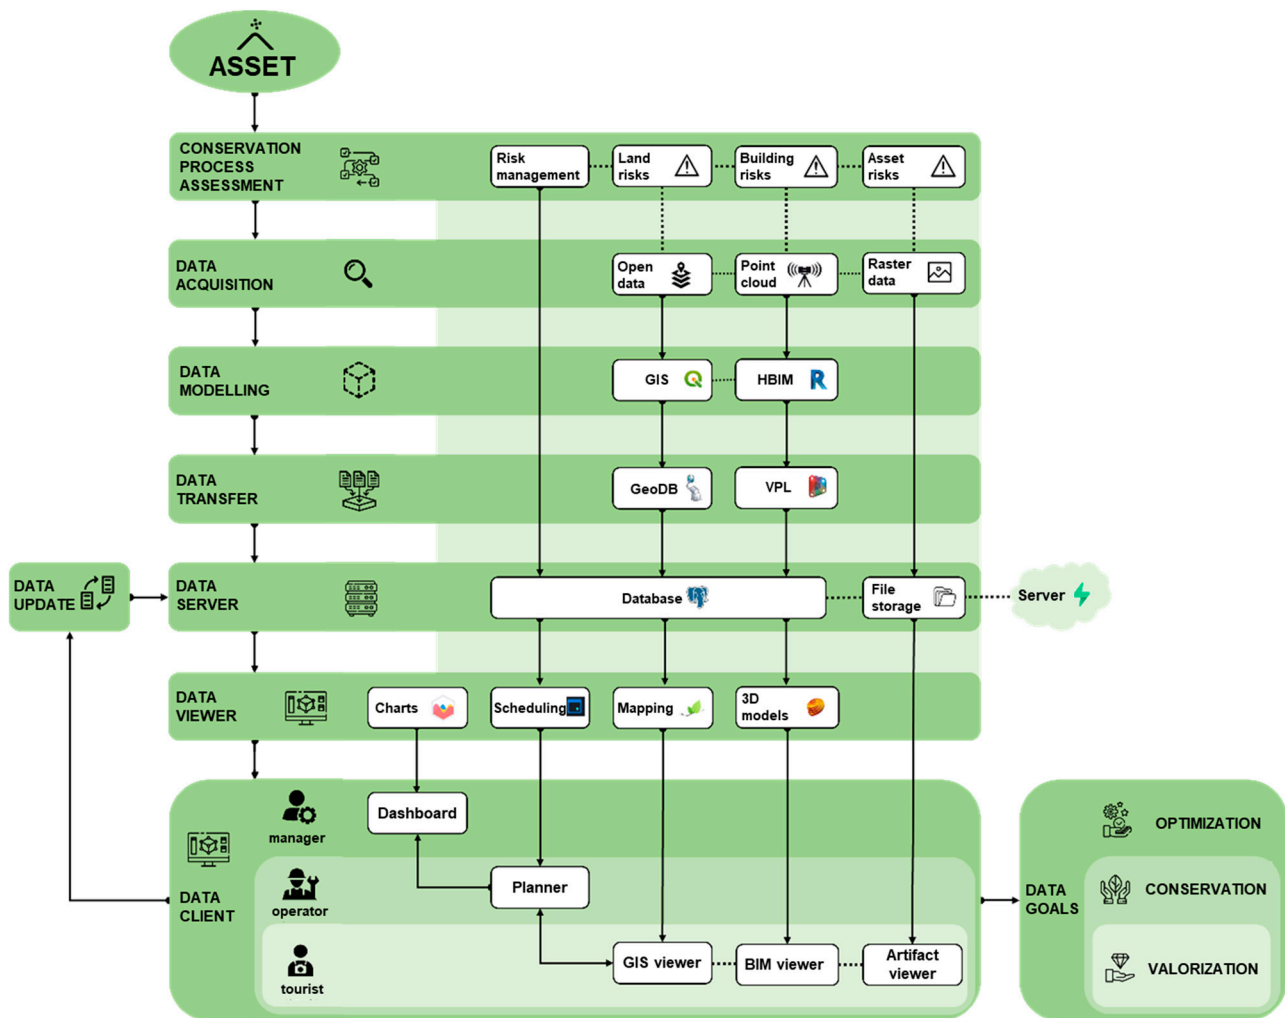 ASSET
CONSERVATION
PROCESS
ASSESSMENT
Risk
management
Land
risks
Building
risks
Asset
risks
DATA
ACQUISITION
Open
data
Point
cloud
Raster
data
DATA
MODELLING
GIS
HBIM
DATA
TRANSFER
GeoDB
VPL
DATA
UPDATE
DATA
SERVER
Database
File
storage
Server
DATA
VIEWER
Charts
Scheduling
Mapping
3D
models
DATA
CLIENT
manager
Dashboard
operator
Planner
tourist
GIS viewer
BIM viewer
Artifact
viewer
DATA
GOALS
OPTIMIZATION
CONSERVATION
VALORIZATION